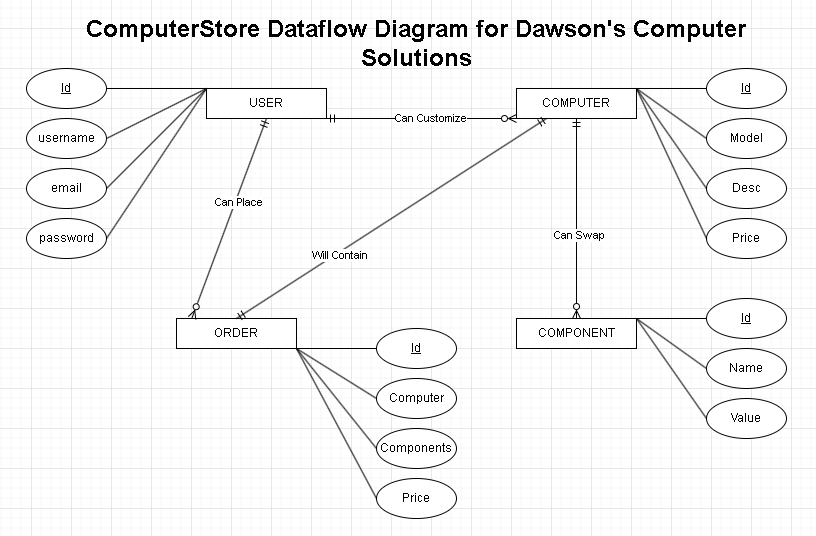 ComputerStore Dataflow Diagram for Dawson's Computer
Solutions
Id
USER
COMPUTER
Id
Can Customize
username
Model
email
Desc
Can Place
password
Can Swap
Price
Will Contain
ORDER
COMPONENT
Id
Id
Name
Computer
Value
Components
Price